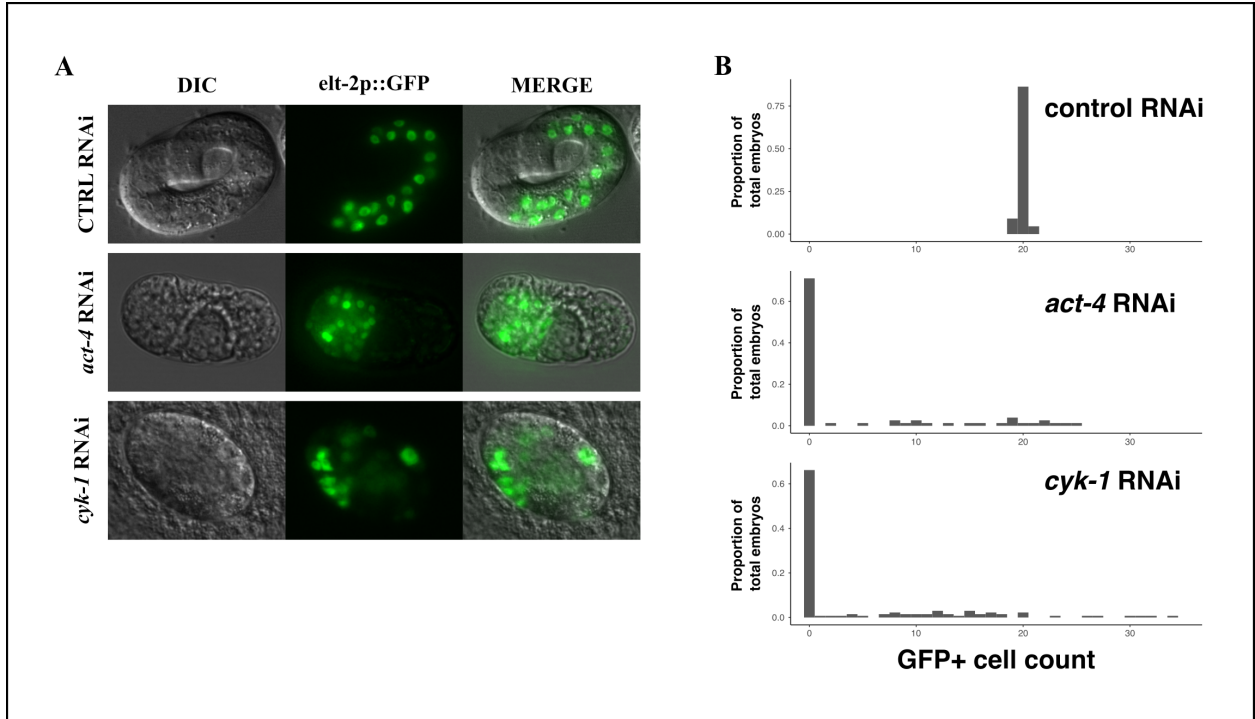 A
DIC
elt-2p::GFP
MERGE
CTRL RNAi
act-4 RNAi
cyk-1 RNAi
B
control RNAi
Proportion of
total embryos
0.75
0.50
0.25
0.00
0 10 20 30
act-4 RNAi
Proportion of
total embryos
0.6
0.4
0.2
0.0
0 10 20 30
cyk-1 RNAi
Proportion of
total embryos
0.6
0.4
0.2
0.0
0 10 20 30
GFP+ cell count